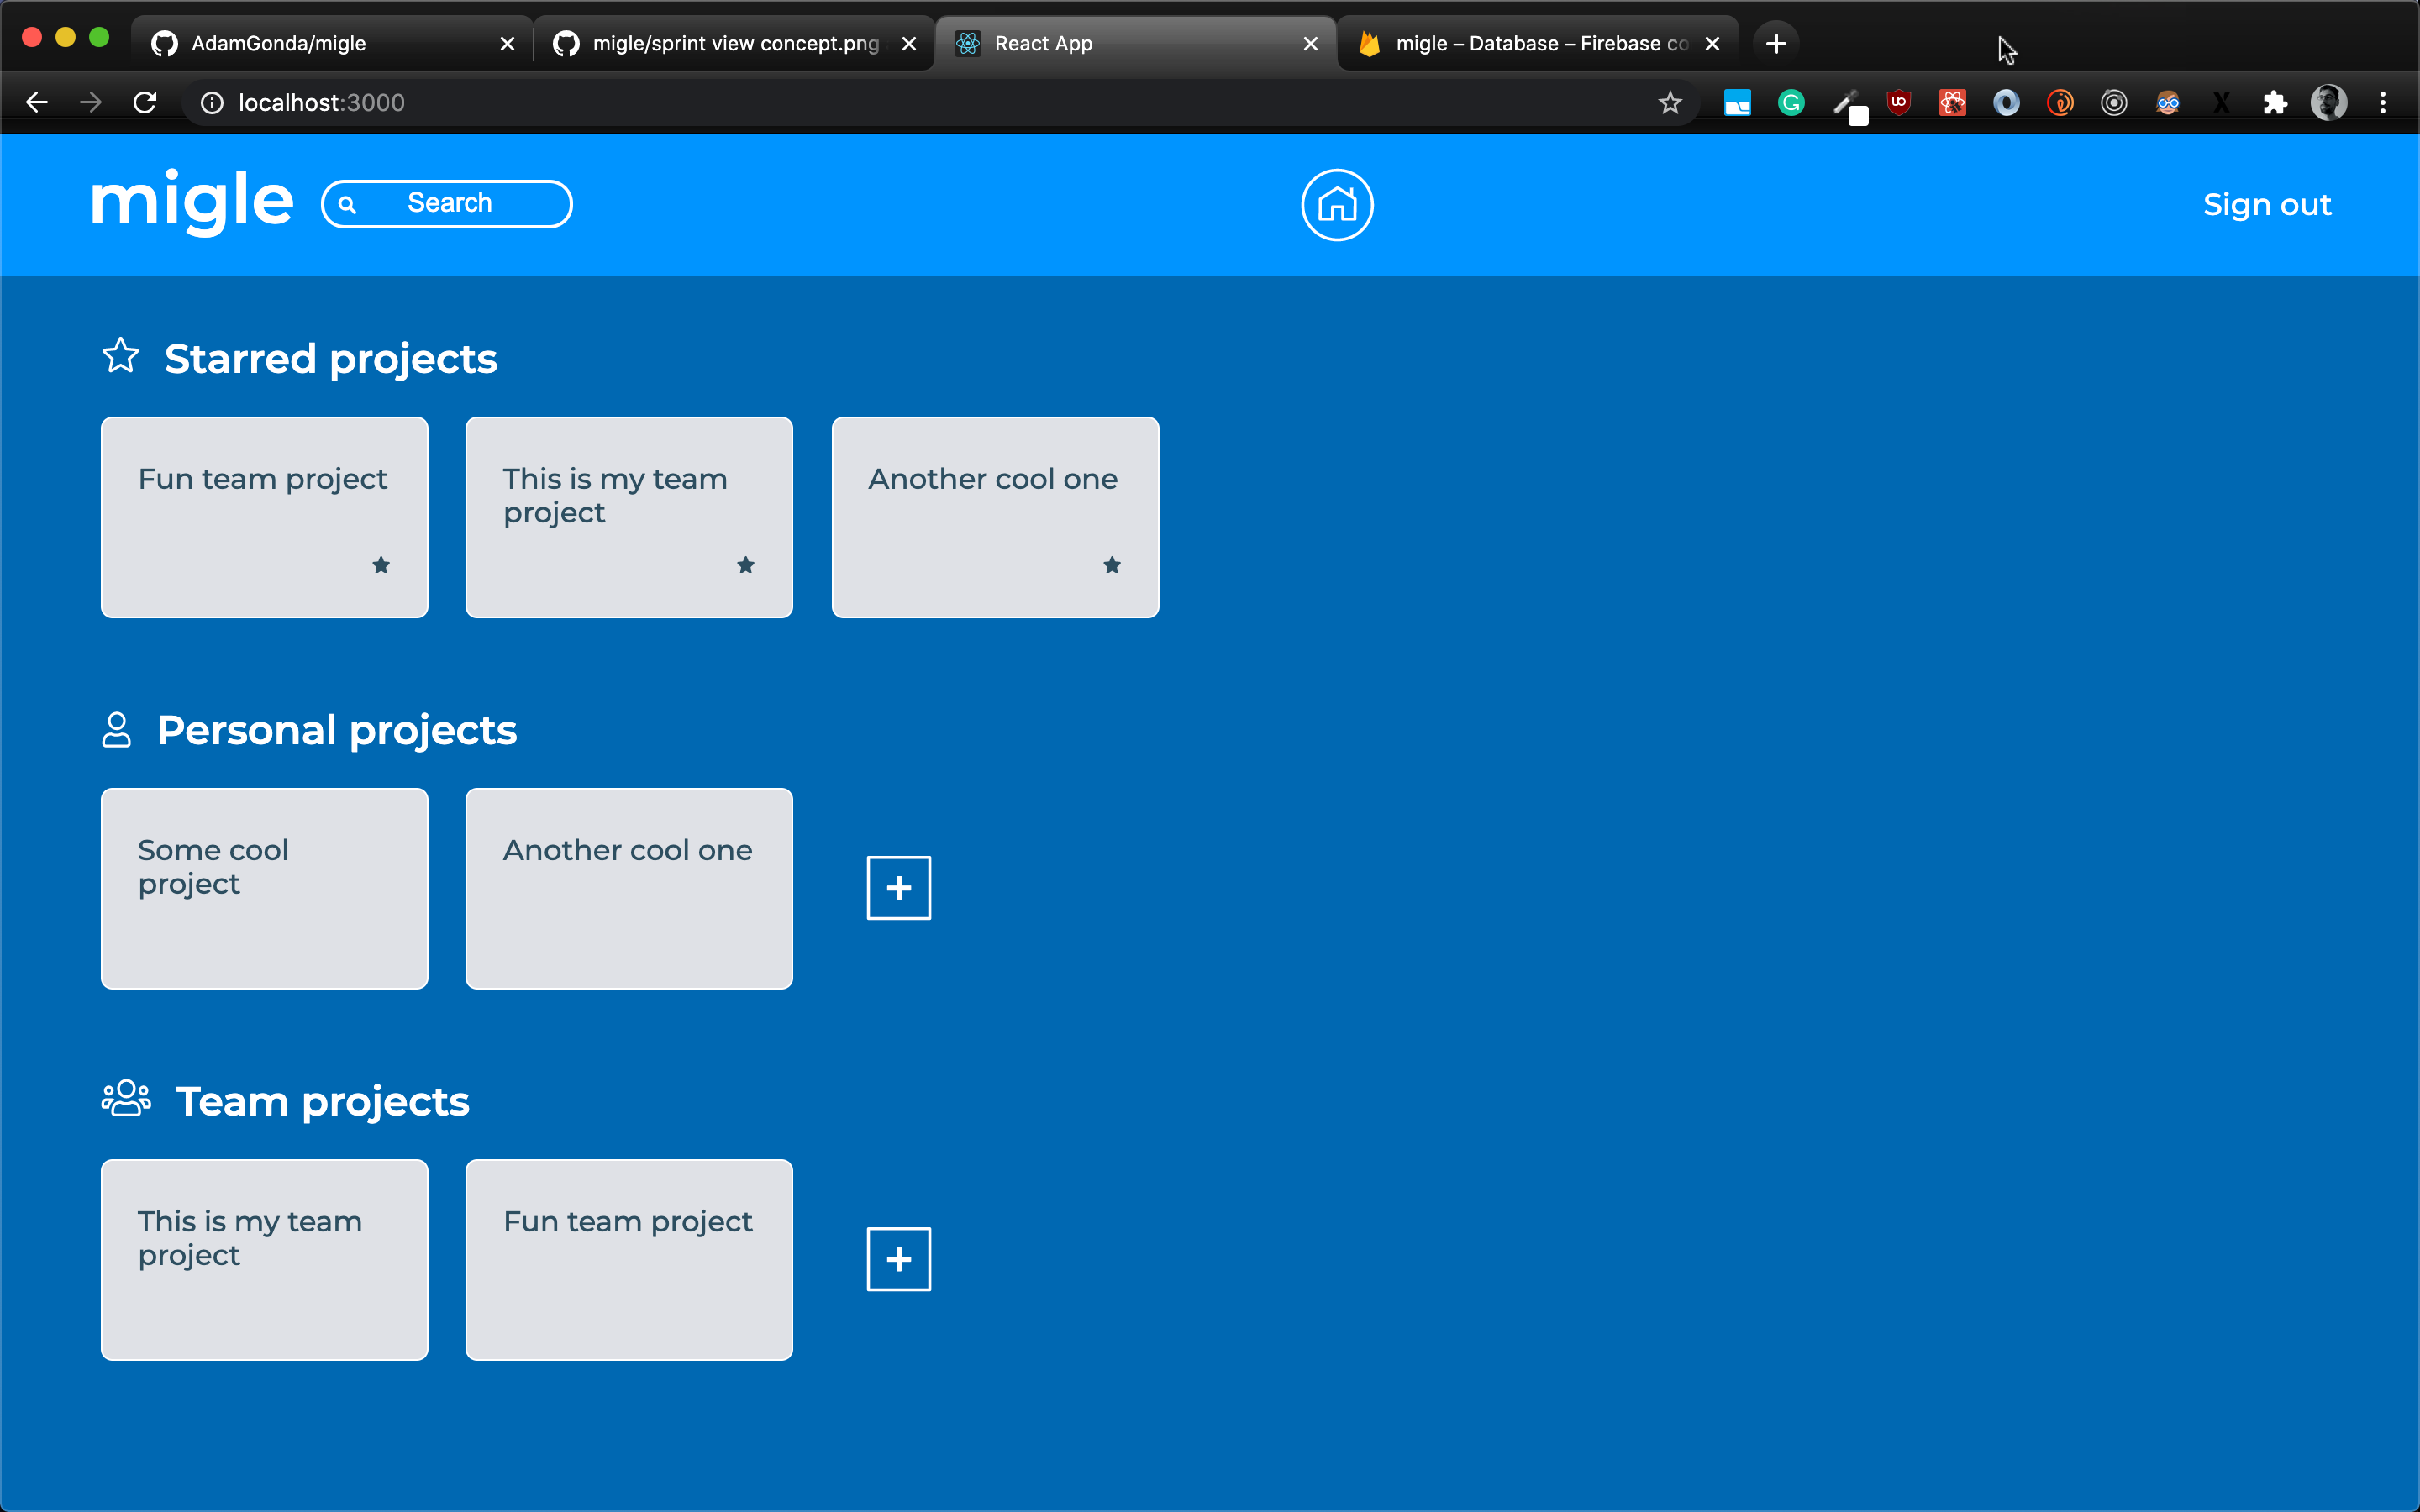 AdamGonda/migle
migle/sprint view concept.png
React App
migle – Database – Firebase co
localhost:3000
migle
Search
Sign out
Starred projects
Fun team project
This is my team
project
Another cool one
Personal projects
Some cool
project
Another cool one
Team projects
This is my team
project
Fun team project